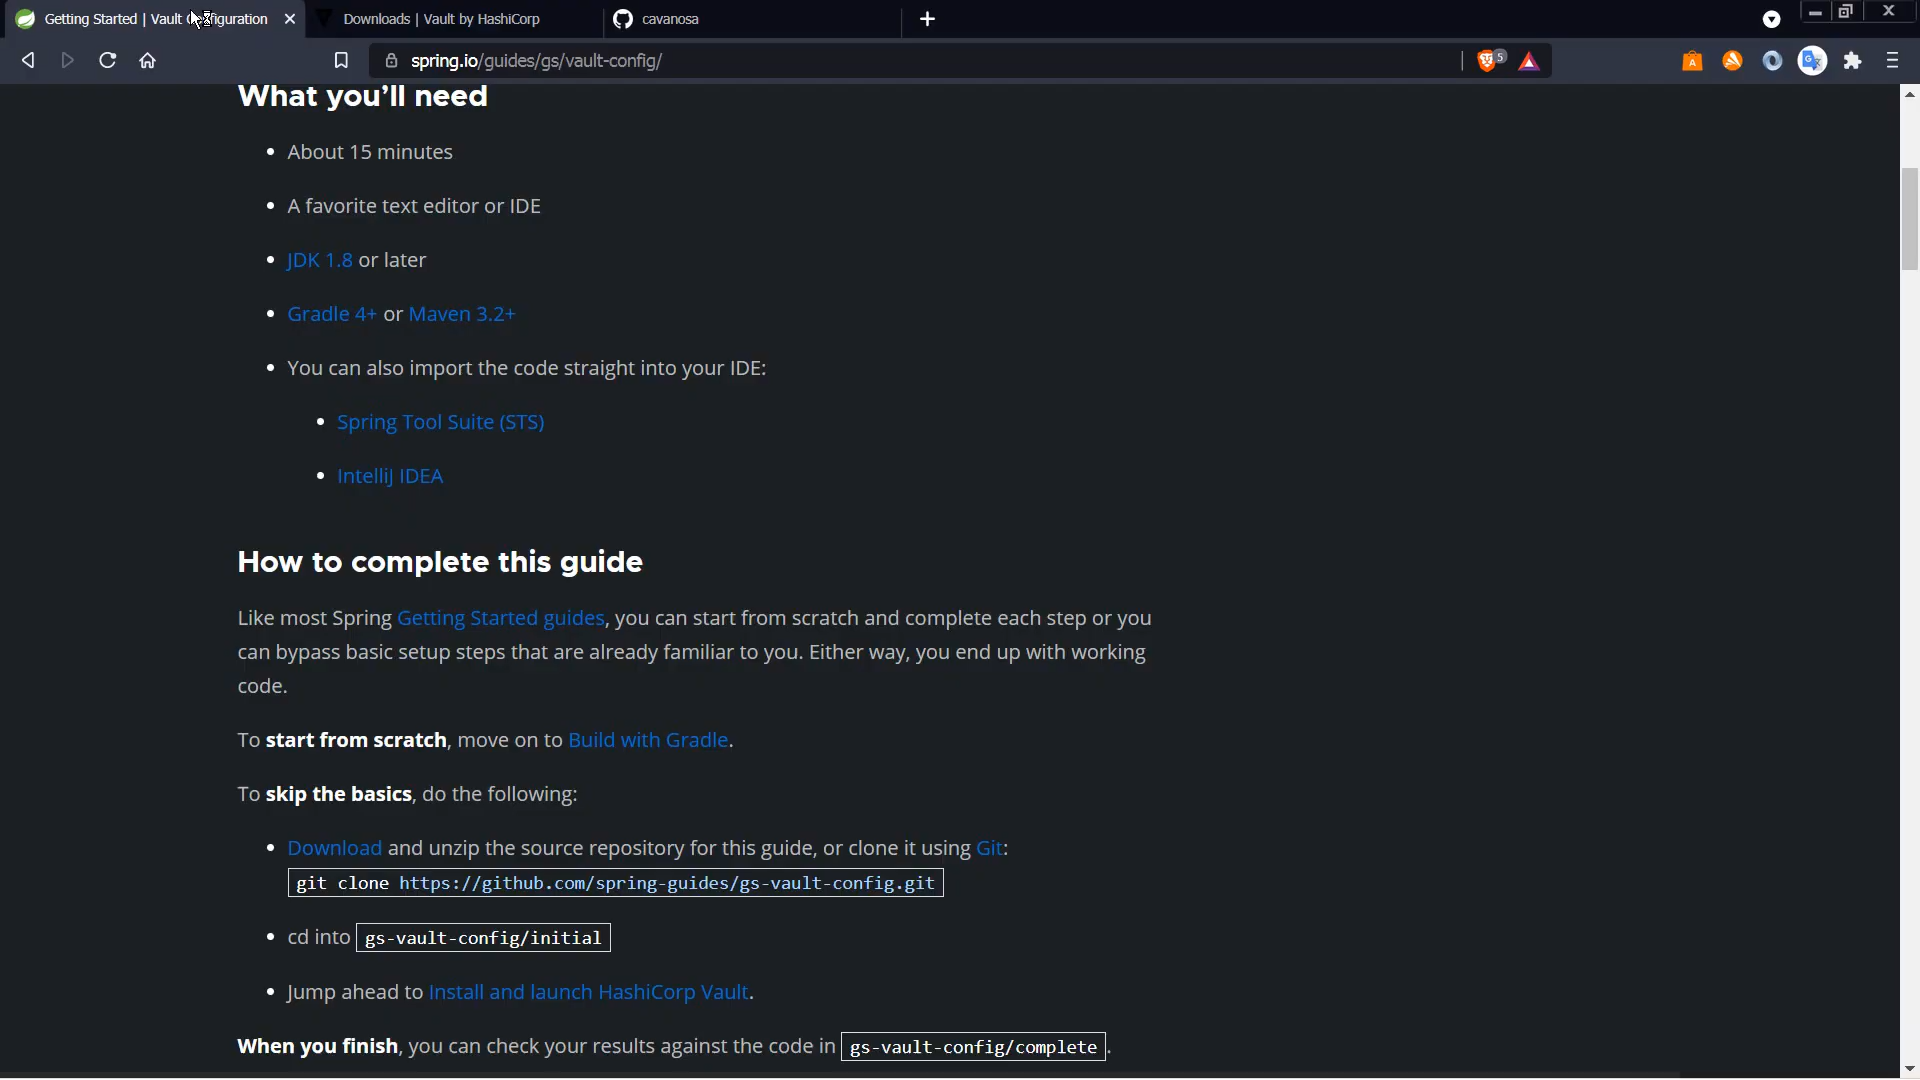 Getting Started | Vault Configuration
Downloads | Vault by HashiCorp
cavanosa
spring.io/guides/gs/vault-config/
5
What you’ll need
• About 15 minutes
• A favorite text editor or IDE
• JDK 1.8 or later
• Gradle 4+ or Maven 3.2+
• You can also import the code straight into your IDE:
• Spring Tool Suite (STS)
• IntelliJ IDEA
How to complete this guide
Like most Spring Getting Started guides, you can start from scratch and complete each step or you
can bypass basic setup steps that are already familiar to you. Either way, you end up with working
code.
To start from scratch, move on to Build with Gradle.
To skip the basics, do the following:
• Download and unzip the source repository for this guide, or clone it using Git:
git clone https://github.com/spring-guides/gs-vault-config.git
• cd into gs-vault-config/initial
• Jump ahead to Install and launch HashiCorp Vault.
When you finish, you can check your results against the code in gs-vault-config/complete.